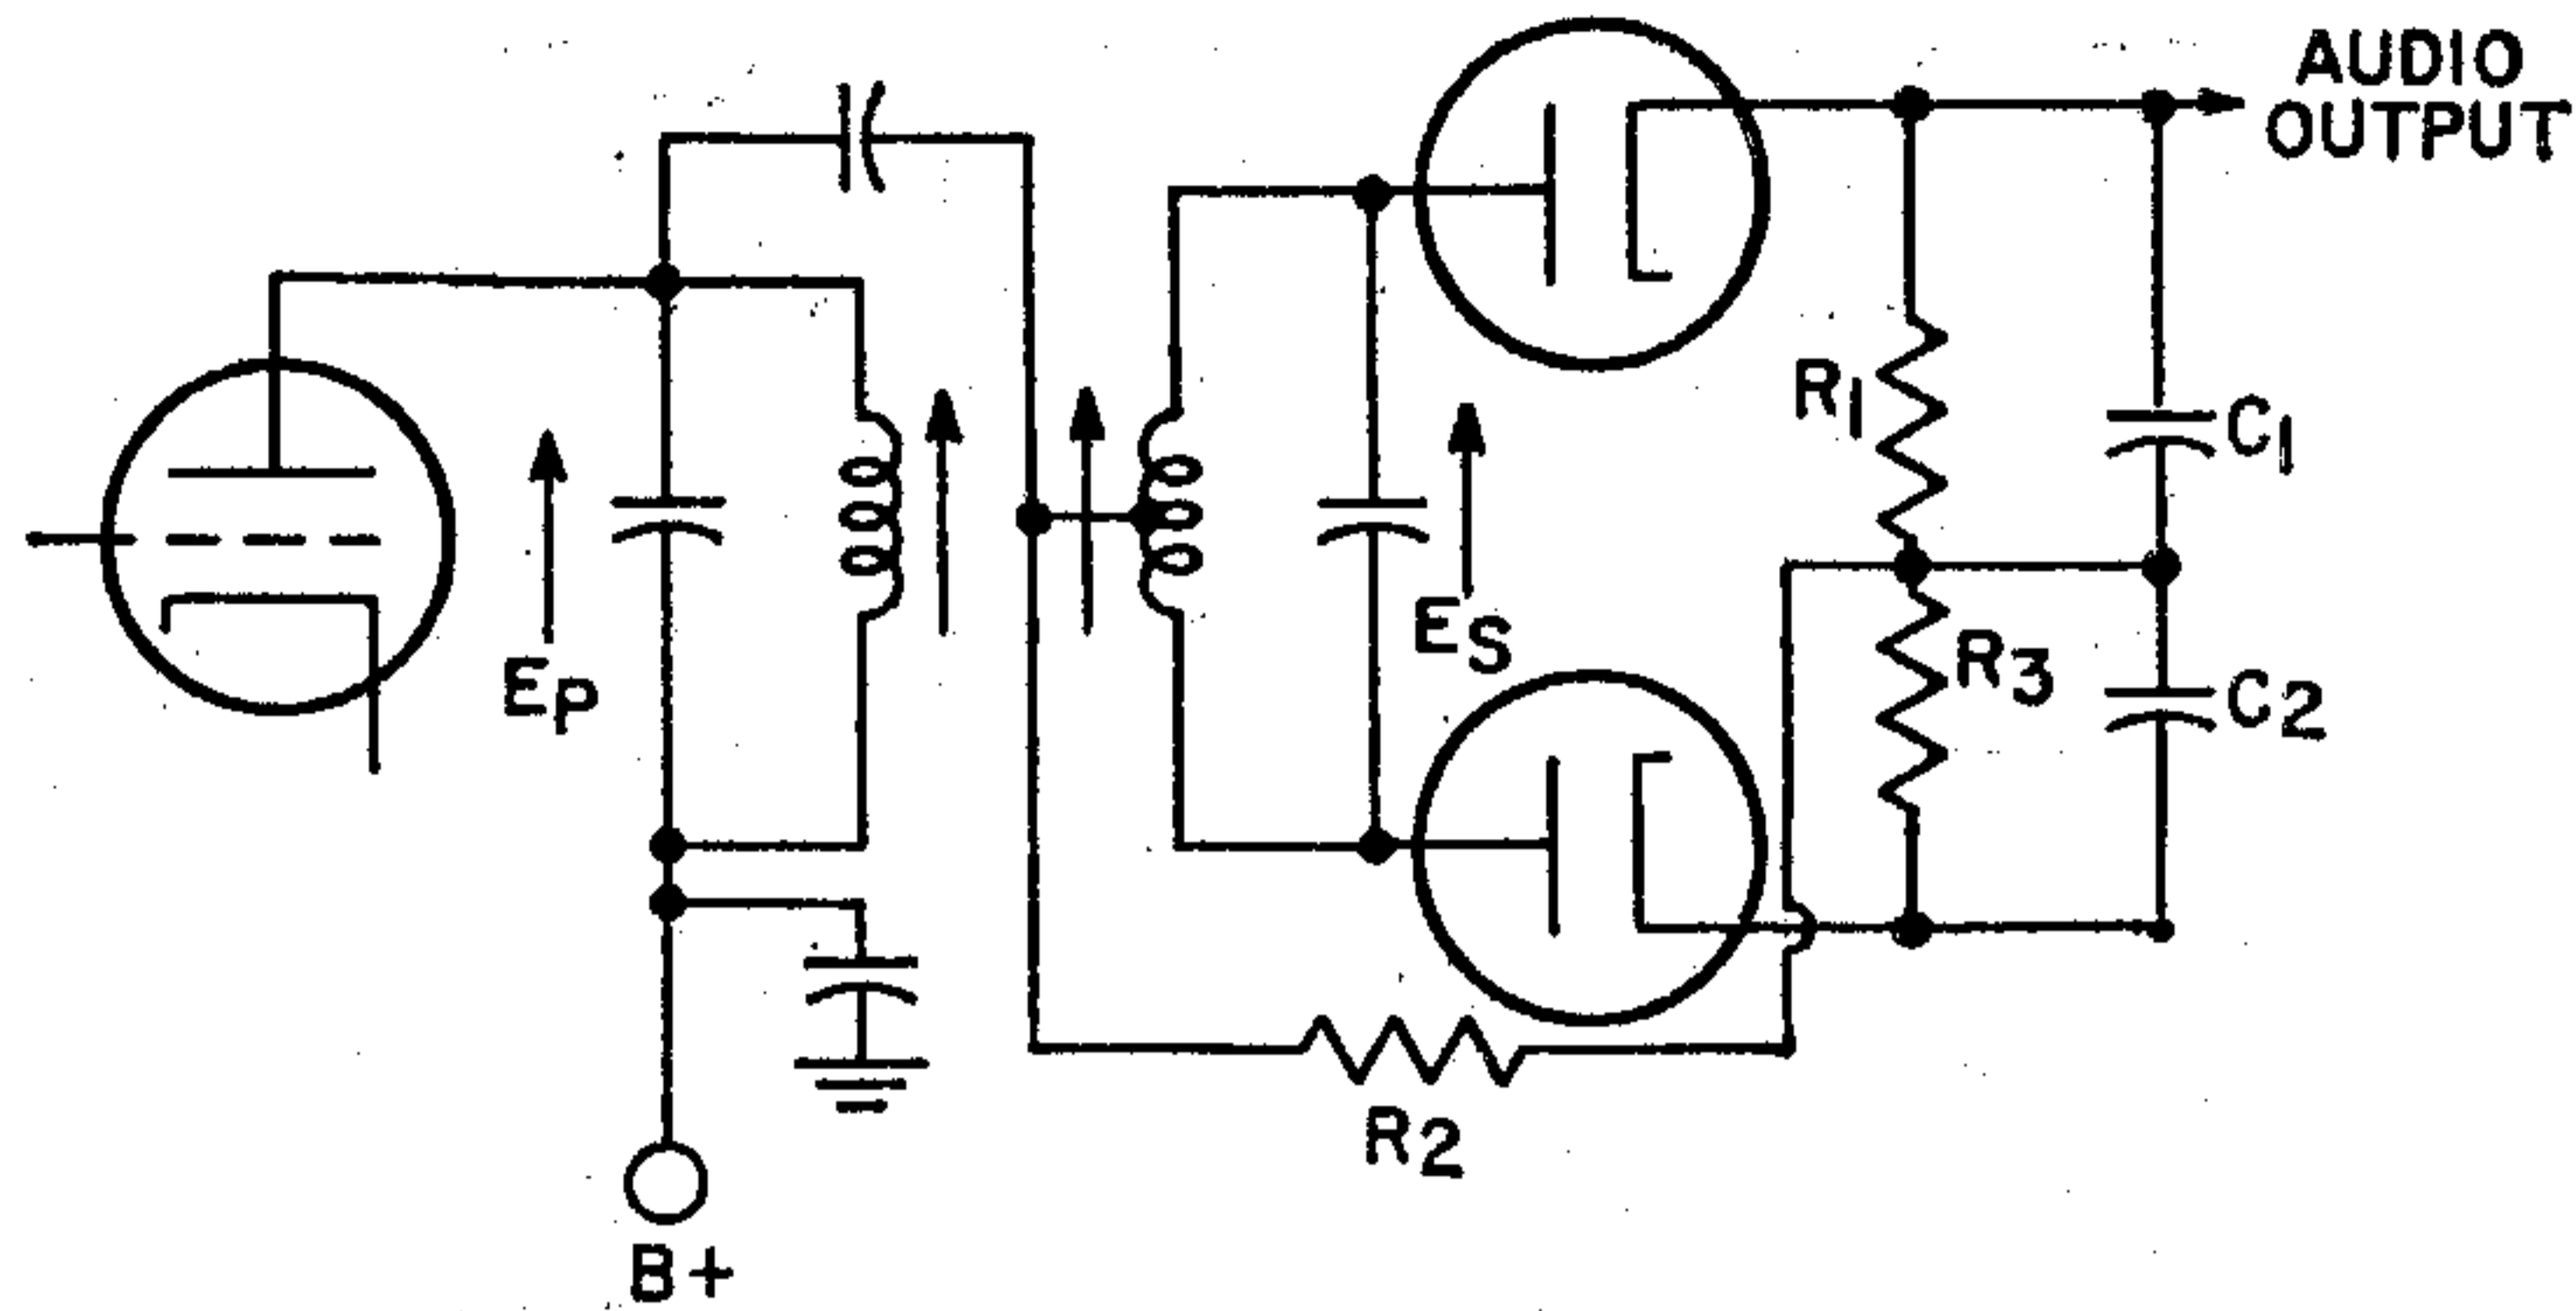 AUDIO
OUTPUT
R1
C1
ES
R3
EP
C2
R2
B+